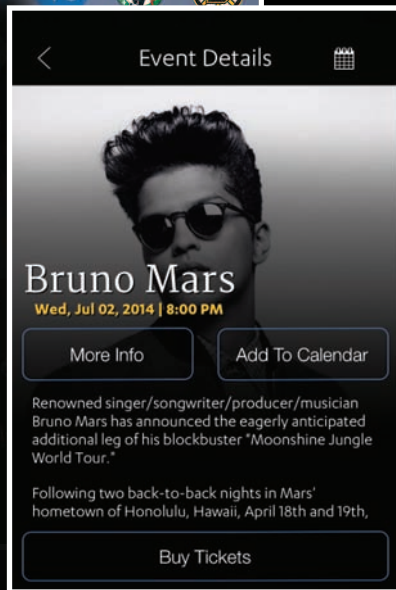 Event Details
Bruno Mars
Wed, Jul 02, 2014 | 8:00 PM
More Info
Add To Calendar
Renowned singer/songwriter/producer/musician
Bruno Mars has announced the eagerly anticipated
additional leg of his blockbuster "Moonshine Jungle
World Tour."
Following two back-to-back nights in Mars'
hometown of Honolulu, Hawaii, April 18th and 19th,
Buy Tickets